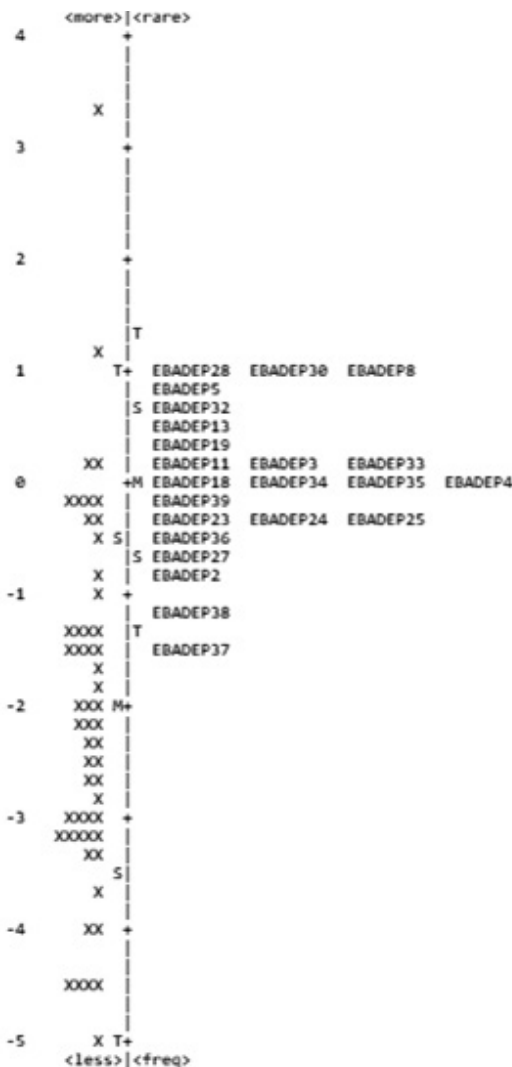 <more>|<rare>
4 +
X |
3 +
2 +
|T
X |
1 T+ EBADEP28 EBADEP30 EBADEP8
| EBADEP5
|S EBADEP32
| EBADEP13
| EBADEP19
XX | EBADEP11 EBADEP3 EBADEP33
0 +M EBADEP18 EBADEP34 EBADEP35 EBADEP4
XXXX | EBADEP39
XX | EBADEP23 EBADEP24 EBADEP25
X S| EBADEP36
|S EBADEP27
X | EBADEP2
-1 X +
| EBADEP38
XXXX |T
XXXX | EBADEP37
X |
X |
-2 XXX M+
XXX |
XX |
XX |
XX |
X |
-3 XXXX +
XXXXX |
XX |
S|
X |
-4 XX +
XXXX |
-5 X T+
<less>|<freq>